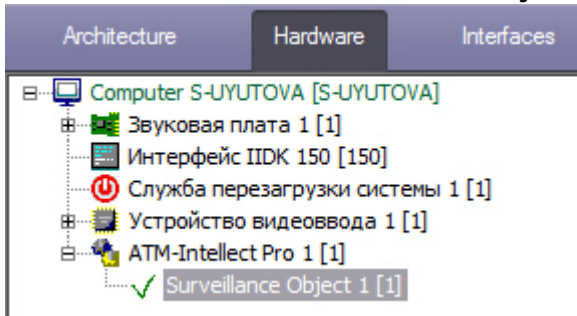 Architecture Hardware Interfaces
Computer S-UYUTOVA [S-UYUTOVA]
Звуковая плата 1 [1]
Интерфейс IIDK 150 [150]
Служба перезагрузки системы 1 [1]
Устройство видеоввода 1 [1]
ATM-Intellect Pro 1 [1]
Surveillance Object 1 [1]